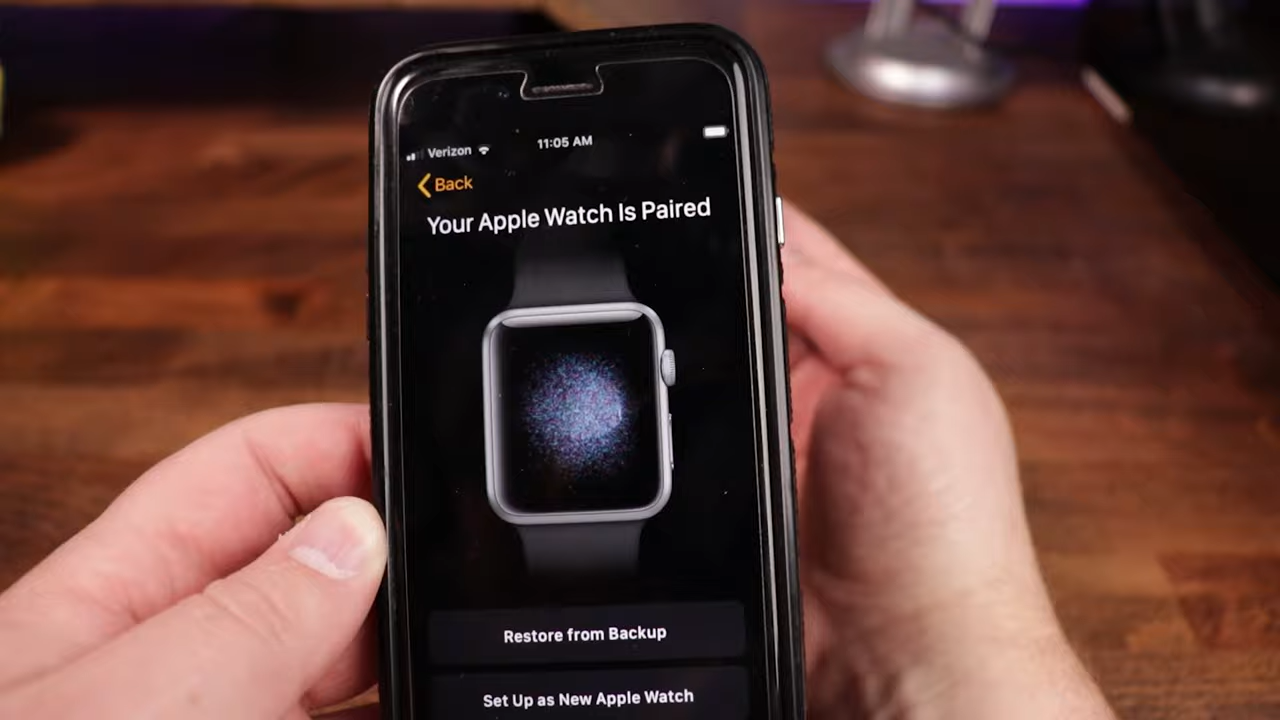 Verizon 11:05 AM
Back
Your Apple Watch Is Paired
Restore from Backup
Set Up as New Apple Watch